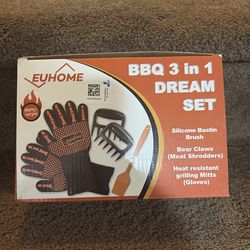 EUHOME
BBQ 3 in 1
DREAM
SET
Silicone Bastin
Brush
Bear Claws
(Meat Shredders)
Heat resistant
grilling Mitts
(Gloves)